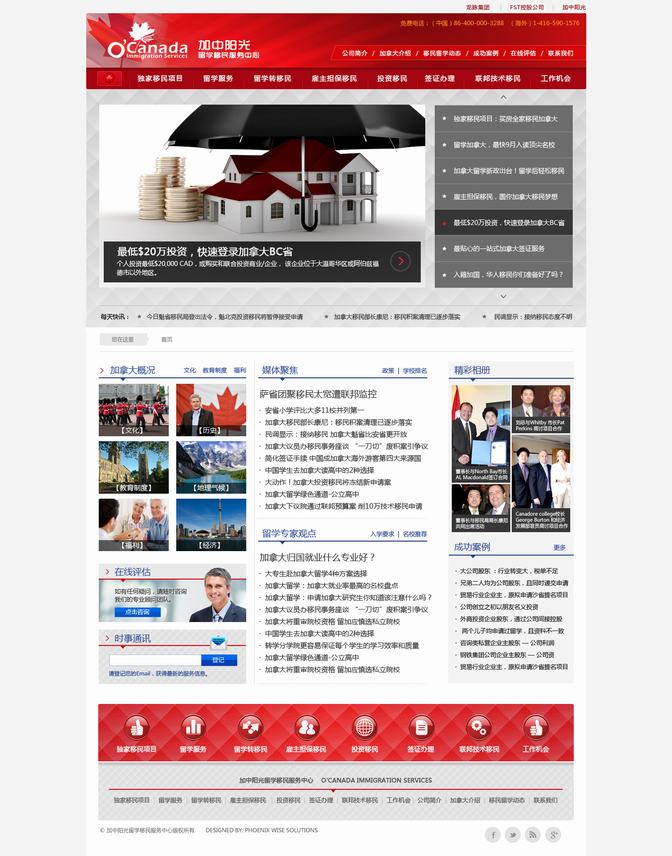 龙脉集团 | FST控股公司 | 加中阳光
免费电话：（中国）86-400-000-3288 （海外）1-416-590-1576
O'Canada
Immigration Services
加中阳光
留学移民服务中心
公司简介 / 加拿大介绍 / 移民留学动态 / 成功案例 / 在线评估 / 联系我们
独家移民项目 留学服务 留学转移民 雇主担保移民 投资移民 签证办理 联邦技术移民 工作机会
独家移民项目：买房全家移民加拿大
留学加拿大，最快9月入读顶尖名校
加拿大留学新政出台！留学后轻松移民
雇主担保移民，圆你加拿大移民梦想
最低$20万投资，快速登录加拿大BC省
最贴心的一站式加拿大签证服务
入籍加国，华人移民你们准备好了吗？
最低$20万投资，快速登录加拿大BC省
个人投资最低$20,000 CAD，或购买和联合投资商业/企业， 该企业位于大温哥华区或阿伯兹福
德市以外地区。
每天快讯： ★ 今日魁省移民局登出法令，魁北克投资移民将暂停接受申请 ★ 加拿大移民部长康尼：移民积案清理已逐步落实 ★ 民调显示：接纳移民态度不明
您在这里 首页
加拿大概况 文化 教育制度 福利
【文化】 【历史】
【教育制度】 【地理气候】
【福利】 【经济】
在线评估
如有任何疑问，请随时咨询
我们的专业顾问团队。
点击咨询
时事通讯
登记
请登记您的Email，获得最新的服务信息。
媒体聚焦 政策 | 学校排名
萨省团聚移民太宽遭联邦监控
· 安省小学评比大多11校并列第一
· 加拿大移民部长康尼：移民积案清理已逐步落实
· 民调显示：接纳移民 加拿大魁省比安省更开放
· 加拿大议员办移民事务座谈 “一刀切”废积案引争议
· 简化签证手续 中国成加拿大海外游客第四大来源国
· 中国学生去加拿大读高中的2种选择
· 大动作！加拿大投资移民将冻结新申请案
· 加拿大留学绿色通道-公立高中
· 加拿大下议院通过联邦预算案 削10万技术移民申请
留学专家观点 入学要求 | 名校推荐
加拿大归国就业什么专业好？
· 大专生赴加拿大留学4种方案选择
· 加拿大留学：加拿大就业率最高的名校盘点
· 加拿大留学：申请加拿大研究生你知道该注意什么吗？
· 加拿大议员办移民事务座谈 “一刀切”废积案引争议
· 加拿大将重审院校资格 留加应慎选私立院校
· 中国学生去加拿大读高中的2种选择
· 转学分学院更容易保证每个学生的学习效率和质量
· 加拿大留学绿色通道-公立高中
· 加拿大将重审院校资格 留加应慎选私立院校
精彩相册
董事长与North Bay市长
AL Macdonald签订合同
刘总与Whitby市长Pat
Perkins 商讨项目合作
董事长与移民局局长康尼
共同出席活动
Canadore college校长
George Burton 和经济
发展部官员商讨项目合作
成功案例 更多
· 大公司股东：行业转变大，税单不足
· 兄弟二人均为公司股东，且同时递交申请
· 贸易行业企业主，原拟申请沙省提名项目
· 公司创立之初以朋友名义投资
· 外商投资企业股东，通过公司间接控股
· 两个儿子均申请过留学，且资料不一致
· 咨询类私营企业主股东 — 公司利润
· 钢铁集团公司企业主股东 — 公司资
· 贸易行业企业主，原拟申请沙省提名项目
独家移民项目 留学服务 留学转移民 雇主担保移民 投资移民 签证办理 联邦技术移民 工作机会
加中阳光留学移民服务中心 O'CANADA IMMIGRATION SERVICES
独家移民项目 | 留学服务 | 留学转移民 | 雇主担保移民 | 投资移民 | 签证办理 | 联邦技术移民 | 工作机会 | 公司简介 | 加拿大介绍 | 移民留学动态 | 联系我们
© 加中阳光留学移民服务中心版权所有. DESIGNED BY: PHOENIX WISE SOLUTIONS